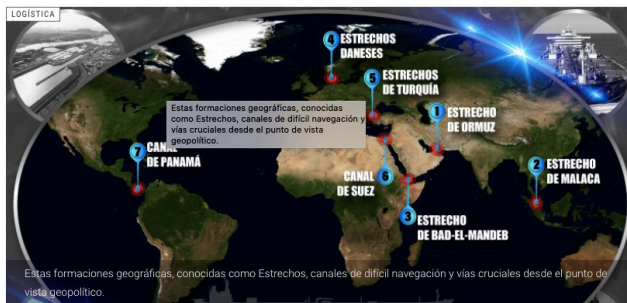 LOGÍSTICA
4 ESTRECHOS
DANESES
5 ESTRECHOS
DE TURQUÍA
Estas formaciones geográficas, conocidas
como Estrechos, canales de difícil navegación y
vías cruciales desde el punto de vista
geopolítico.
1 ESTRECHO
DE ORMUZ
7 CANAL
DE PANAMÁ
2 ESTRECHO
DE MALACA
6 CANAL
DE SUEZ
3 ESTRECHO
DE BAD-EL-MANDEB
Estas formaciones geográficas, conocidas como Estrechos, canales de difícil navegación y vías cruciales desde el punto de
vista geopolítico.